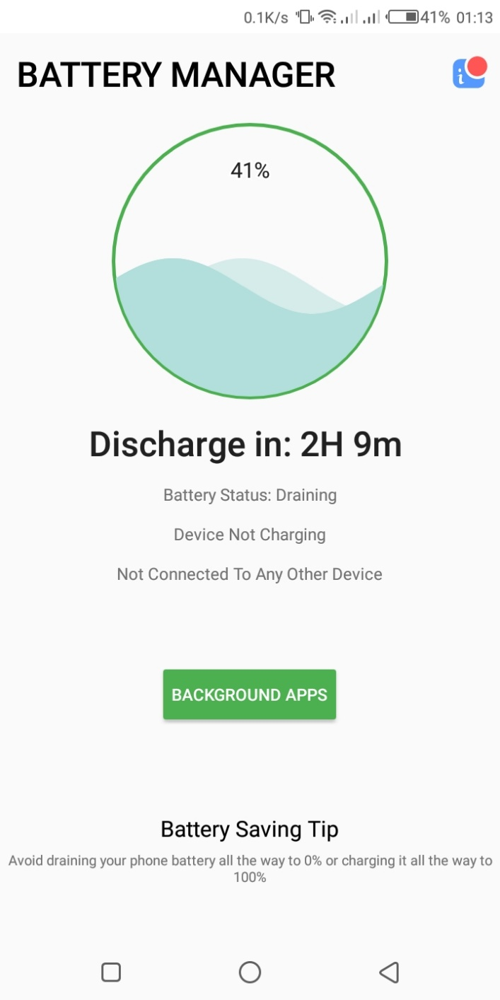 0.1K/s 41% 01:13
BATTERY MANAGER
i
41%
Discharge in: 2H 9m
Battery Status: Draining
Device Not Charging
Not Connected To Any Other Device
BACKGROUND APPS
Battery Saving Tip
Avoid draining your phone battery all the way to 0% or charging it all the way to
100%